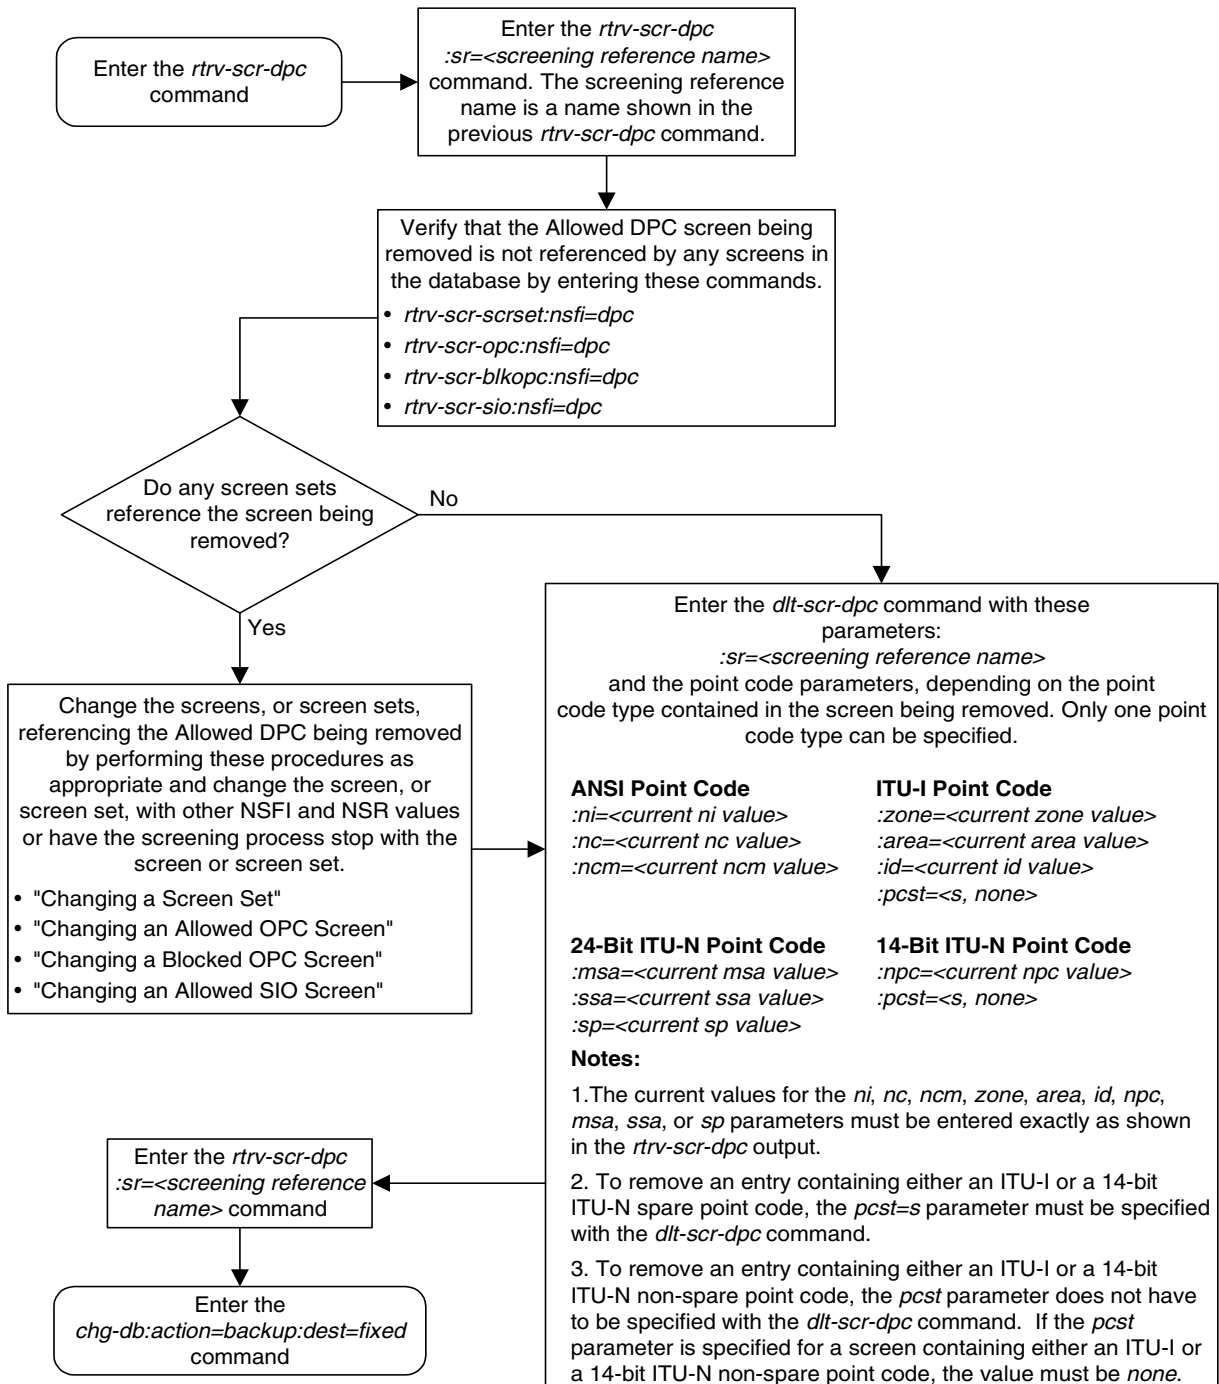 Enter the rtrv-scr-dpc
command
Enter the rtrv-scr-dpc
:sr=<screening reference name>
command. The screening reference
name is a name shown in the
previous rtrv-scr-dpc command.
Verify that the Allowed DPC screen being
removed is not referenced by any screens in
the database by entering these commands.
• rtrv-scr-scrset:nsfi=dpc
• rtrv-scr-opc:nsfi=dpc
• rtrv-scr-blkopc:nsfi=dpc
• rtrv-scr-sio:nsfi=dpc
Do any screen sets
reference the screen being
removed?
No
Yes
Change the screens, or screen sets,
referencing the Allowed DPC being removed
by performing these procedures as
appropriate and change the screen, or
screen set, with other NSFI and NSR values
or have the screening process stop with the
screen or screen set.
• "Changing a Screen Set"
• "Changing an Allowed OPC Screen"
• "Changing a Blocked OPC Screen"
• "Changing an Allowed SIO Screen"
Enter the dlt-scr-dpc command with these
parameters:
:sr=<screening reference name>
and the point code parameters, depending on the point
code type contained in the screen being removed. Only one point
code type can be specified.
ANSI Point Code
:ni=<current ni value>
:nc=<current nc value>
:ncm=<current ncm value>
ITU-I Point Code
:zone=<current zone value>
:area=<current area value>
:id=<current id value>
:pcst=<s, none>
24-Bit ITU-N Point Code
:msa=<current msa value>
:ssa=<current ssa value>
:sp=<current sp value>
14-Bit ITU-N Point Code
:npc=<current npc value>
:pcst=<s, none>
Notes:
1.The current values for the ni, nc, ncm, zone, area, id, npc,
msa, ssa, or sp parameters must be entered exactly as shown
in the rtrv-scr-dpc output.
2. To remove an entry containing either an ITU-I or a 14-bit
ITU-N spare point code, the pcst=s parameter must be specified
with the dlt-scr-dpc command.
3. To remove an entry containing either an ITU-I or a 14-bit
ITU-N non-spare point code, the pcst parameter does not have
to be specified with the dlt-scr-dpc command. If the pcst
parameter is specified for a screen containing either an ITU-I or
a 14-bit ITU-N non-spare point code, the value must be none.
Enter the rtrv-scr-dpc
:sr=<screening reference
name> command
Enter the
chg-db:action=backup:dest=fixed
command